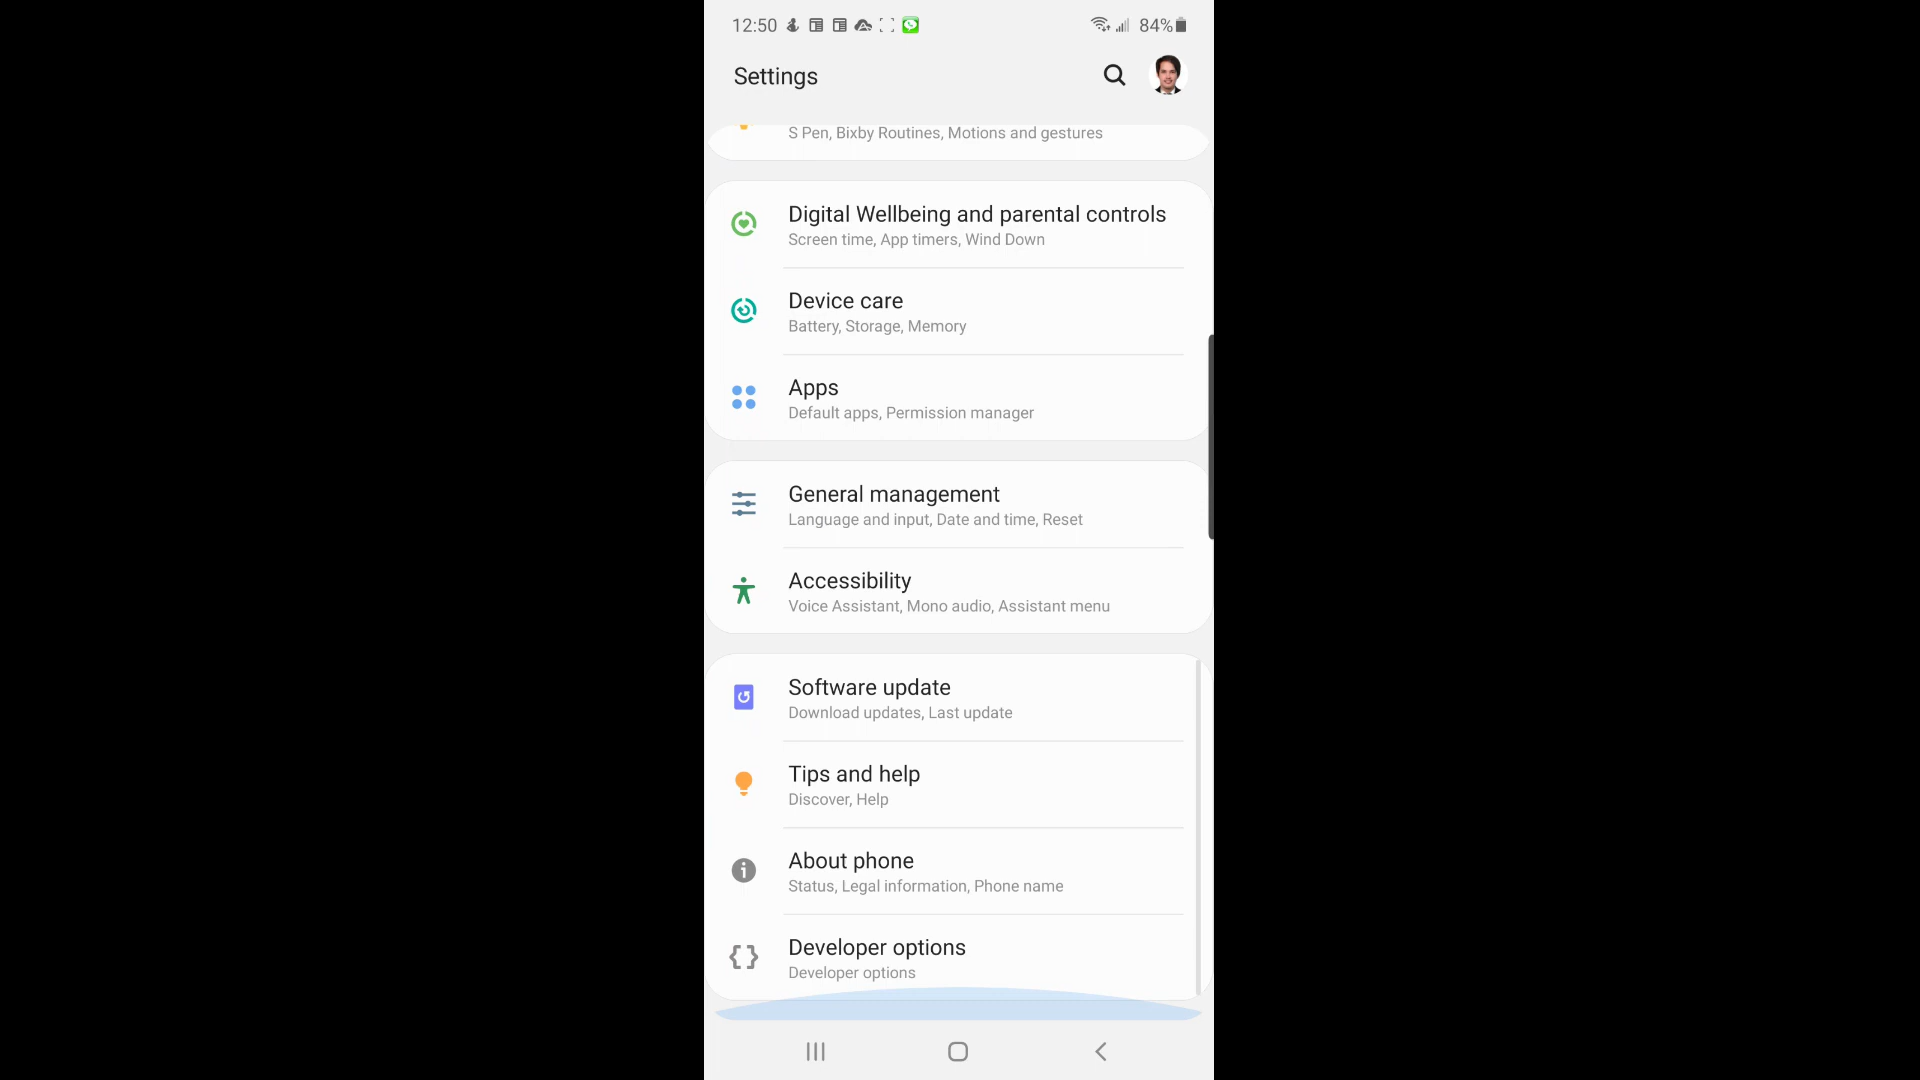 12:50 84%
Settings
S Pen, Bixby Routines, Motions and gestures
Digital Wellbeing and parental controls
Screen time, App timers, Wind Down
Device care
Battery, Storage, Memory
Apps
Default apps, Permission manager
General management
Language and input, Date and time, Reset
Accessibility
Voice Assistant, Mono audio, Assistant menu
Software update
Download updates, Last update
Tips and help
Discover, Help
About phone
Status, Legal information, Phone name
Developer options
Developer options